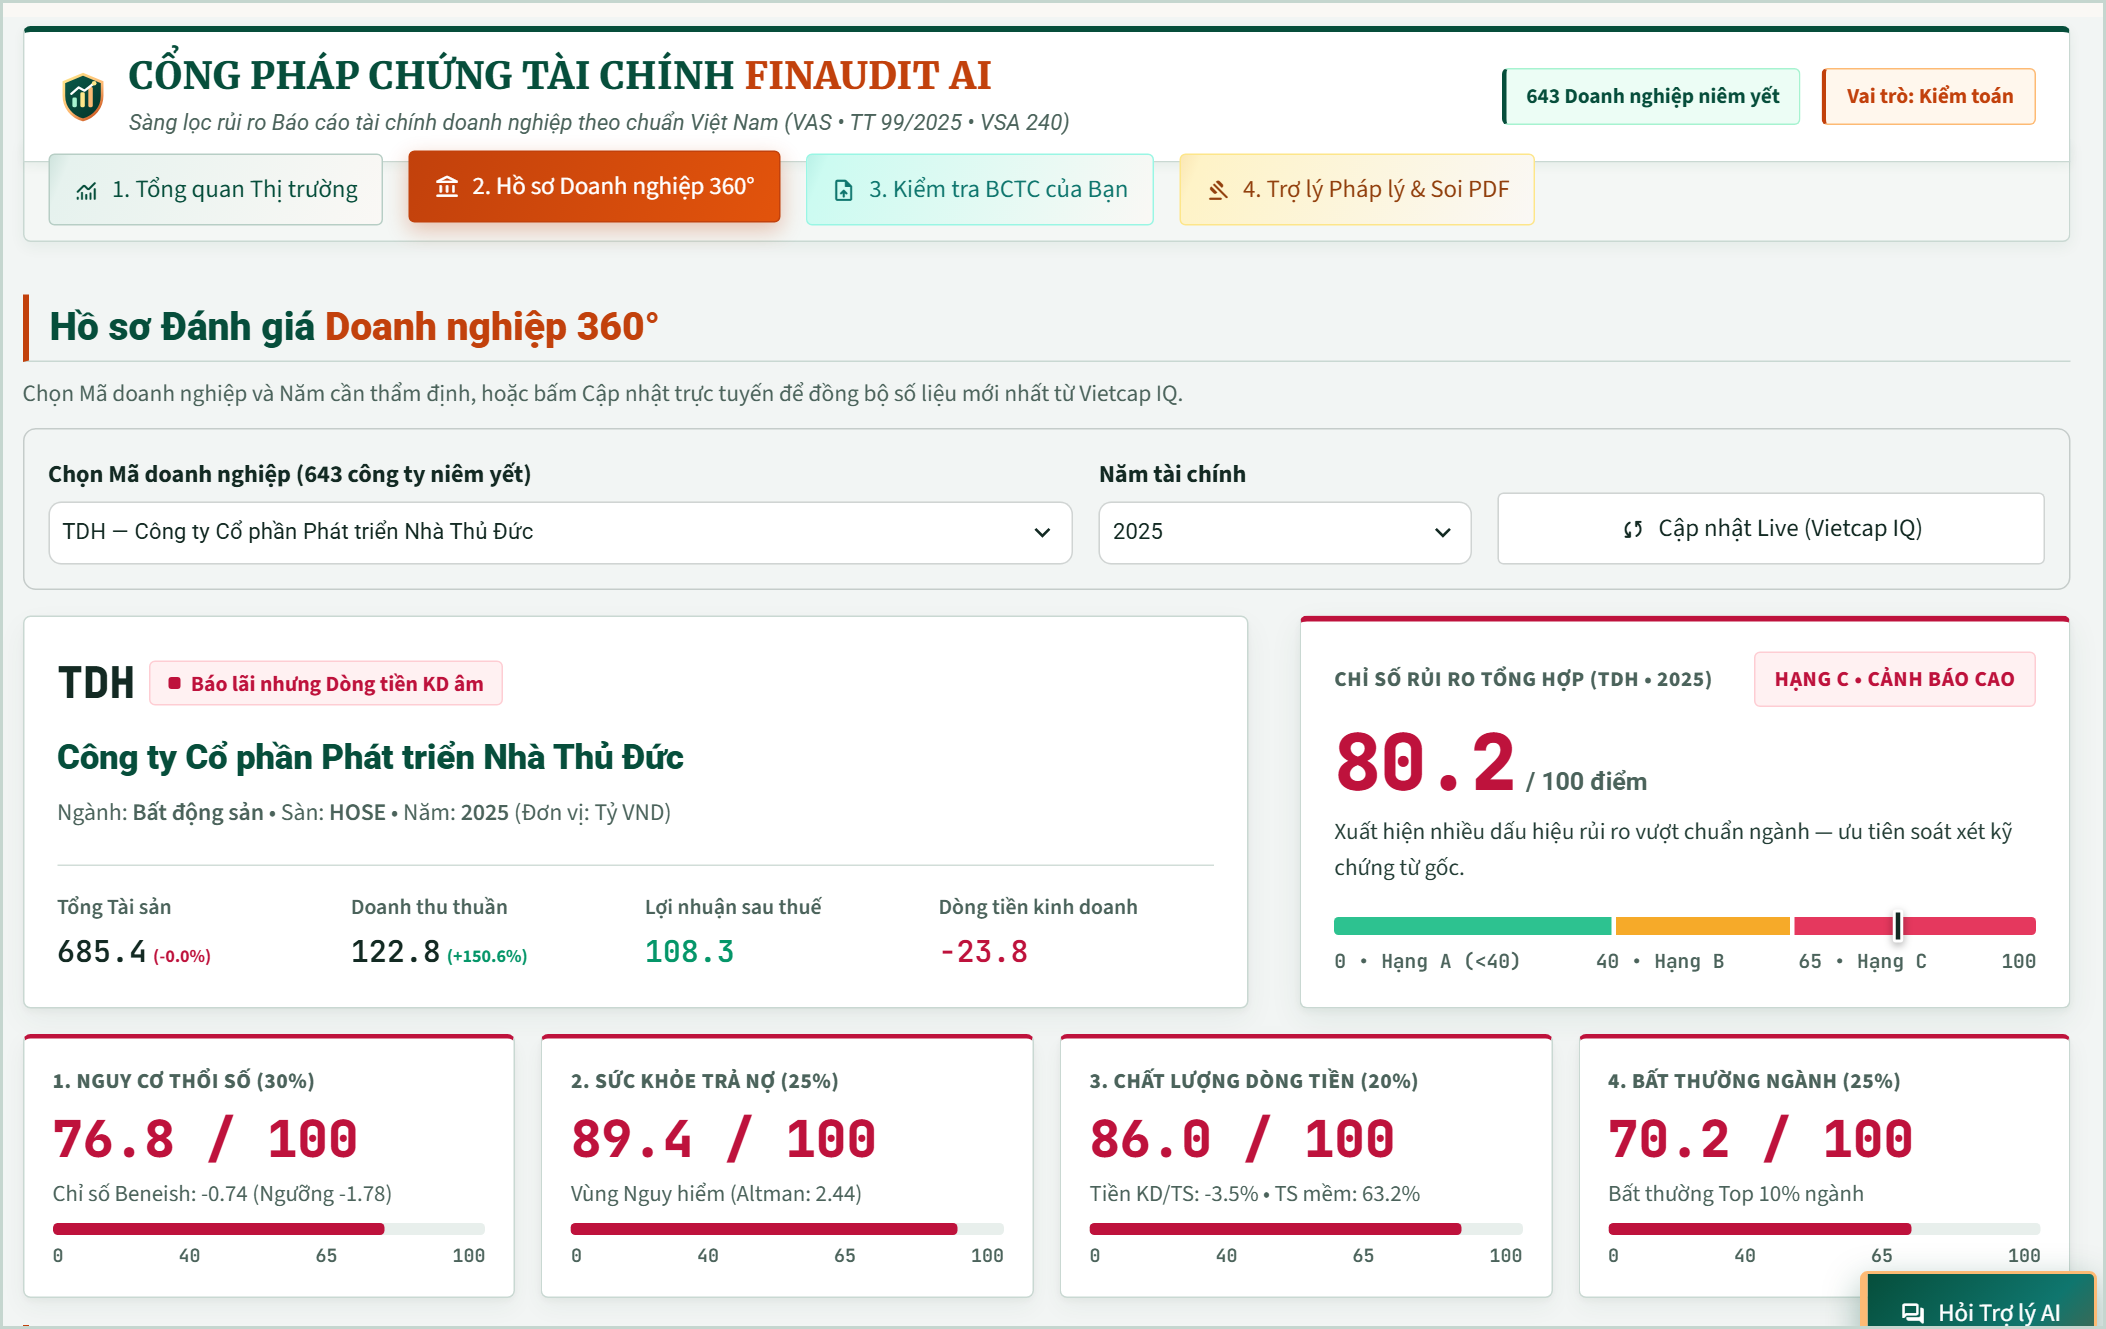 CỔNG PHÁP CHỨNG TÀI CHÍNH FINAUDIT AI
Sàng lọc rủi ro Báo cáo tài chính doanh nghiệp theo chuẩn Việt Nam (VAS • TT 99/2025 • VSA 240)
643 Doanh nghiệp niêm yết
Vai trò: Kiểm toán
1. Tổng quan Thị trường
2. Hồ sơ Doanh nghiệp 360°
3. Kiểm tra BCTC của Bạn
4. Trợ lý Pháp lý & Soi PDF
Hồ sơ Đánh giá Doanh nghiệp 360°
Chọn Mã doanh nghiệp và Năm cần thẩm định, hoặc bấm Cập nhật trực tuyến để đồng bộ số liệu mới nhất từ Vietcap IQ.
Chọn Mã doanh nghiệp (643 công ty niêm yết)
TDH — Công ty Cổ phần Phát triển Nhà Thủ Đức
Năm tài chính
2025
Cập nhật Live (Vietcap IQ)
TDH
Báo lãi nhưng Dòng tiền KD âm
Công ty Cổ phần Phát triển Nhà Thủ Đức
Ngành: Bất động sản • Sàn: HOSE • Năm: 2025 (Đơn vị: Tỷ VND)
Tổng Tài sản
685.4 (-0.0%)
Doanh thu thuần
122.8 (+150.6%)
Lợi nhuận sau thuế
108.3
Dòng tiền kinh doanh
-23.8
CHỈ SỐ RỦI RO TỔNG HỢP (TDH • 2025)
HẠNG C • CẢNH BÁO CAO
80.2 / 100 điểm
Xuất hiện nhiều dấu hiệu rủi ro vượt chuẩn ngành — ưu tiên soát xét kỹ
chứng từ gốc.
0 • Hạng A (<40) 40 • Hạng B 65 • Hạng C 100
1. NGUY CƠ THỔI SỐ (30%)
76.8 / 100
Chỉ số Beneish: -0.74 (Ngưỡng -1.78)
0 40 65 100
2. SỨC KHỎE TRẢ NỢ (25%)
89.4 / 100
Vùng Nguy hiểm (Altman: 2.44)
0 40 65 100
3. CHẤT LƯỢNG DÒNG TIỀN (20%)
86.0 / 100
Tiền KD/TS: -3.5% • TS mềm: 63.2%
0 40 65 100
4. BẤT THƯỜNG NGÀNH (25%)
70.2 / 100
Bất thường Top 10% ngành
0 40 65 100
Hỏi Trợ lý AI